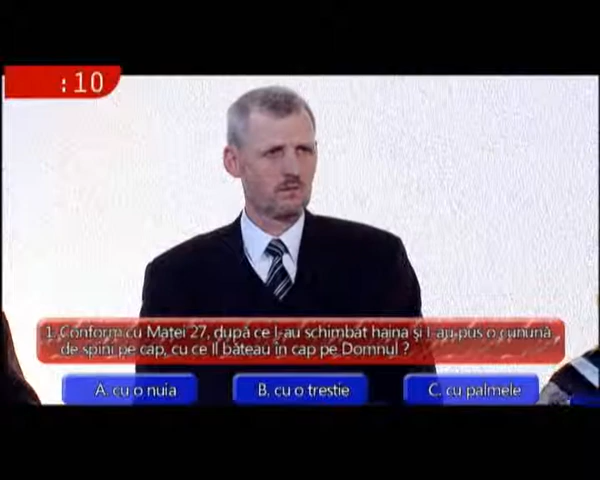 :10
1. Conform cu Matei 27, după ce l-au schimbat haina și l-au pus o cunună
de spini pe cap, cu ce Îl băteau în cap pe Domnul ?
A. cu o nuia
B. cu o trestie
C. cu palmele